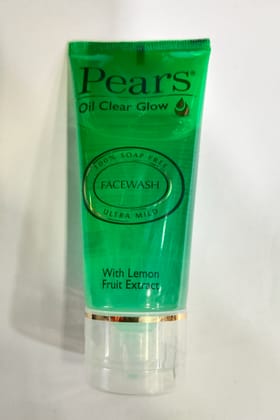 Pears®
Oil Clear Glow
100% SOAP FREE
FACEWASH
ULTRA MILD
With Lemon
Fruit Extract